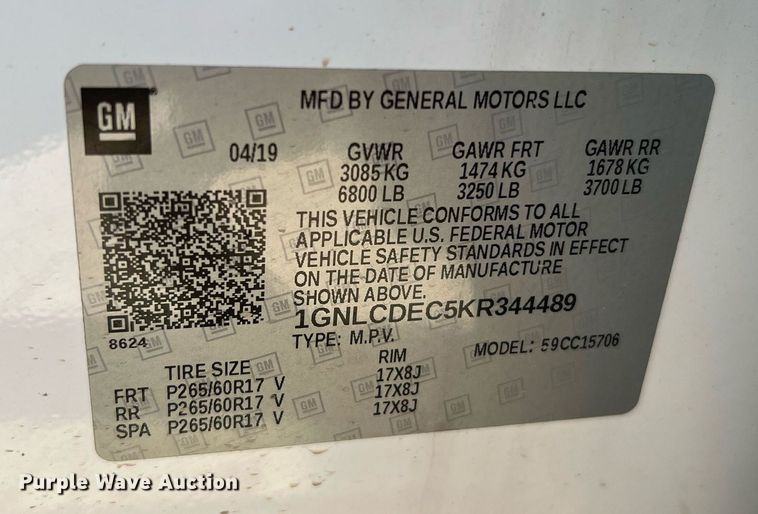 GM
MFD BY GENERAL MOTORS LLC
04/19 GVWR GAWR FRT GAWR RR
3085 KG 1474 KG 1678 KG
6800 LB 3250 LB 3700 LB
THIS VEHICLE CONFORMS TO ALL
APPLICABLE U.S. FEDERAL MOTOR
VEHICLE SAFETY STANDARDS IN EFFECT
ON THE DATE OF MANUFACTURE
SHOWN ABOVE.
1GNLCDEC5KR344489
8624
TYPE: M.P.V. MODEL: 59CC15706
TIRE SIZE RIM
FRT P265/60R17 V 17X8J
RR P265/60R17 V 17X8J
SPA P265/60R17 V 17X8J
Purple Wave Auction